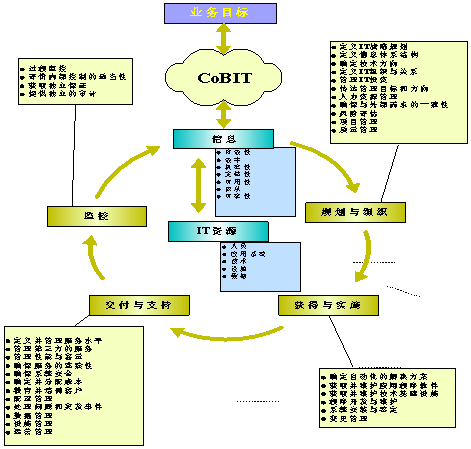 业务目标
CoBIT
过程监控
评价内部控制的适当性
获取独立保证
提供独立的审计
定义IT战略规划
定义信息体系结构
确定技术方向
定义IT组织与关系
管理IT投资
传达管理目标和方向
人力资源管理
确保与外部需求的一致性
风险评估
项目管理
质量管理
信息
有效性
效率
机密性
完整性
可用性
可靠性
监控
规划与组织
IT资源
人员
应用系统
技术
设施
数据
交付与支持
获得与实施
定义并管理服务水平
管理第三方的服务
管理性能与容量
确保服务的连续性
确保系统安全
确定并分配成本
教育并培训客户
配置管理
处理问题和突发事件
数据管理
设施管理
运营管理
确定自动化的解决方案
获取并维护应用程序软件
获取并维护技术基础设施
程序开发与维护
系统安装与鉴定
变更管理